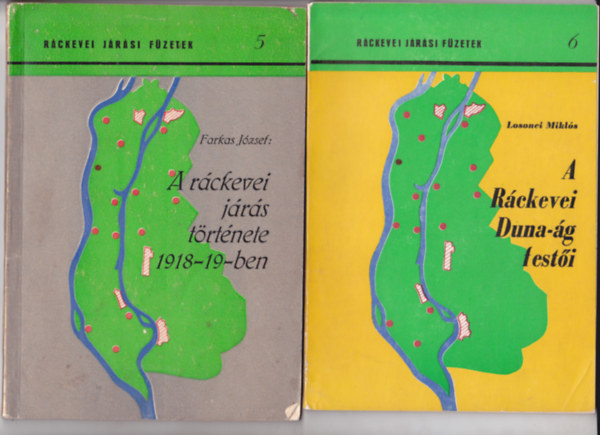 RÁCKEVEI JÁRÁSI FÜZETEK 5
Farkas József:
A ráckevei
járás
története
1918-19-ben
RÁCKEVEI JÁRÁSI FÜZETEK 6
Losonci Miklós
A
Ráckevei
Duna-ág
festői